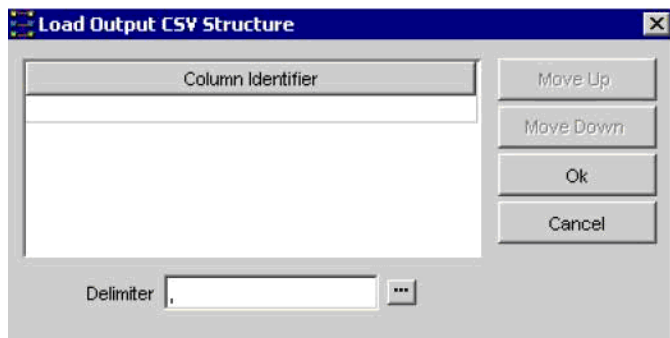 Load Output CSV Structure
Column Identifier
Move Up
Move Down
Ok
Cancel
Delimiter ,
...